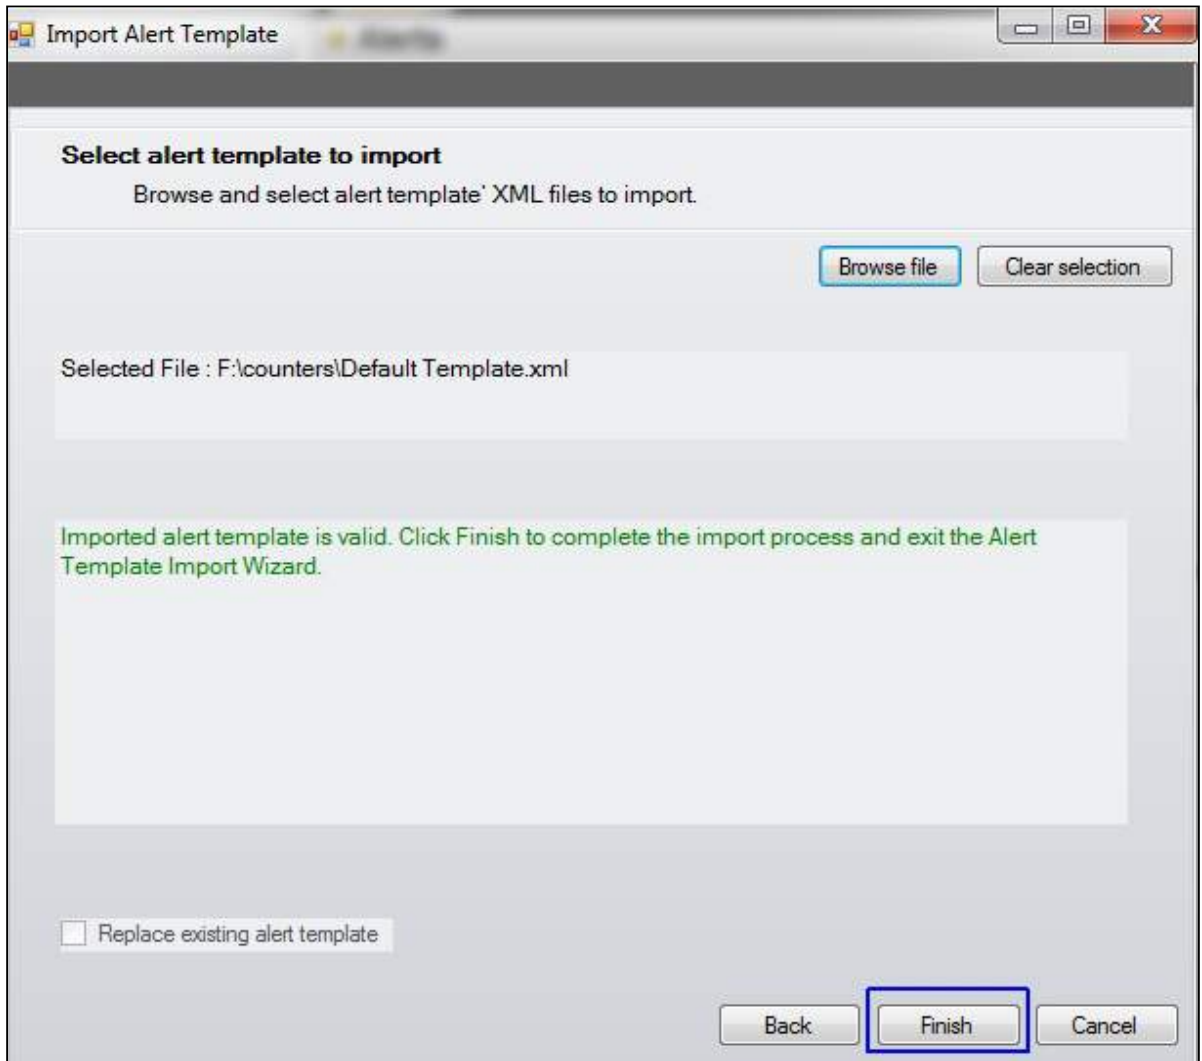 Import Alert Template
Alerts
Select alert template to import
Browse and select alert template' XML files to import.
Browse file
Clear selection
Selected File : F:\counters\Default Template.xml
Imported alert template is valid. Click Finish to complete the import process and exit the Alert
Template Import Wizard.
Replace existing alert template
Back
Finish
Cancel